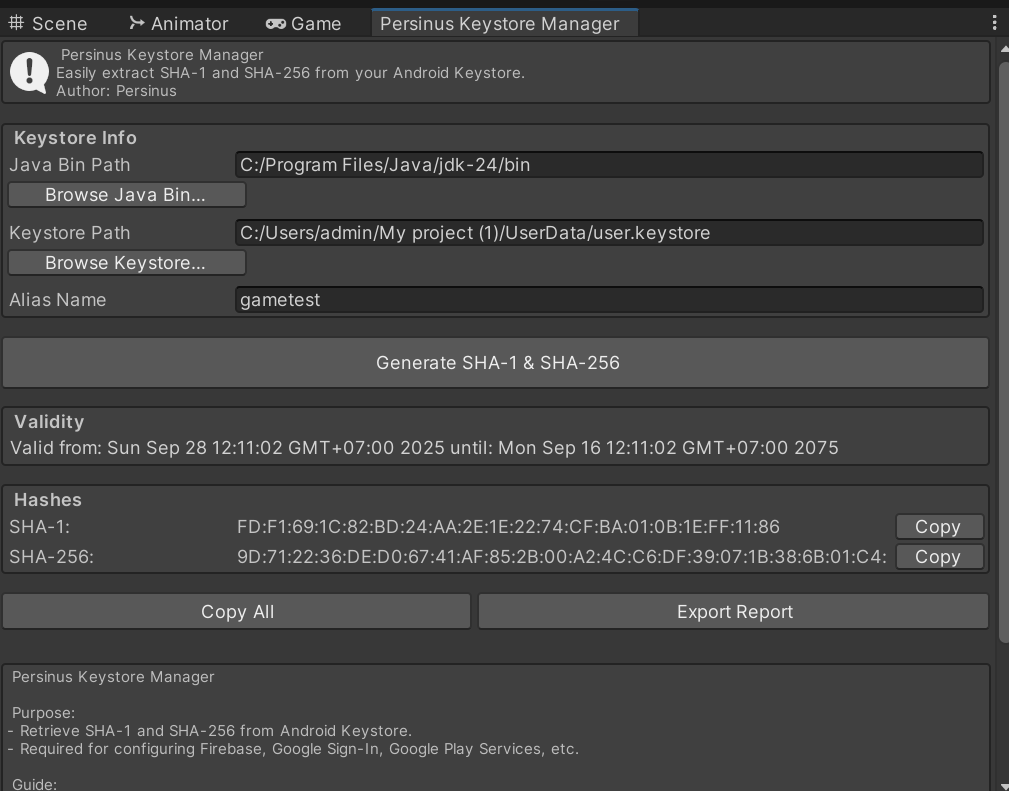 Scene Animator Game Persinus Keystore Manager
Persinus Keystore Manager
Easily extract SHA-1 and SHA-256 from your Android Keystore.
Author: Persinus
Keystore Info
Java Bin Path C:/Program Files/Java/jdk-24/bin
Browse Java Bin...
Keystore Path C:/Users/admin/My project (1)/UserData/user.keystore
Browse Keystore...
Alias Name gametest
Generate SHA-1 & SHA-256
Validity
Valid from: Sun Sep 28 12:11:02 GMT+07:00 2025 until: Mon Sep 16 12:11:02 GMT+07:00 2075
Hashes
SHA-1: FD:F1:69:1C:82:BD:24:AA:2E:1E:22:74:CF:BA:01:0B:1E:FF:11:86 Copy
SHA-256: 9D:71:22:36:DE:D0:67:41:AF:85:2B:00:A2:4C:C6:DF:39:07:1B:38:6B:01:C4: Copy
Copy All Export Report
Persinus Keystore Manager
Purpose:
- Retrieve SHA-1 and SHA-256 from Android Keystore.
- Required for configuring Firebase, Google Sign-In, Google Play Services, etc.
Guide: